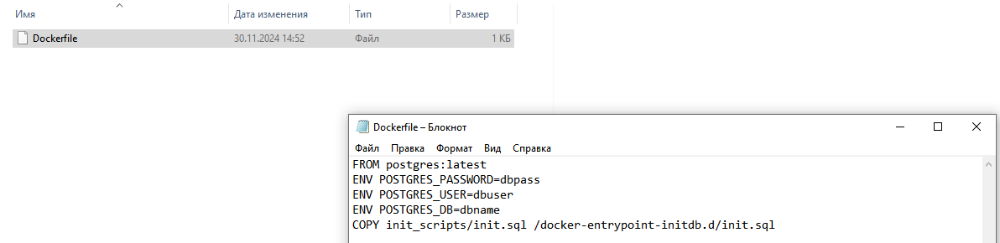 Имя Дата изменения Тип Размер
Dockerfile 30.11.2024 14:52 Файл 1 КБ
Dockerfile – Блокнот
Файл Правка Формат Вид Справка
FROM postgres:latest
ENV POSTGRES_PASSWORD=dbpass
ENV POSTGRES_USER=dbuser
ENV POSTGRES_DB=dbname
COPY init_scripts/init.sql /docker-entrypoint-initdb.d/init.sql